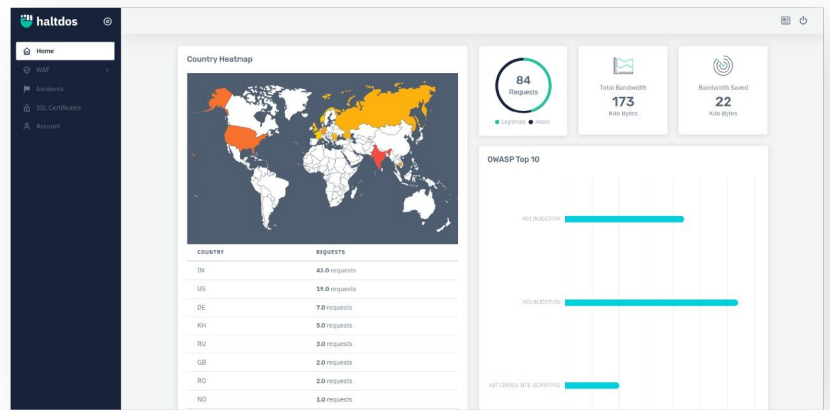 haltdos
Home
WAF
Incidents
SSL Certificates
Account
Country Heatmap
COUNTRY REQUESTS
IN 43.0 requests
US 19.0 requests
DE 7.0 requests
KH 5.0 requests
RU 3.0 requests
GB 2.0 requests
RO 2.0 requests
NO 1.0 requests
84
Requests
Legitimate Attack
Total Bandwidth
173
Kilo Bytes
Bandwidth Saved
22
Kilo Bytes
OWASP Top 10
INJECTION
INJECTION
CROSS SITE SCRIPTING